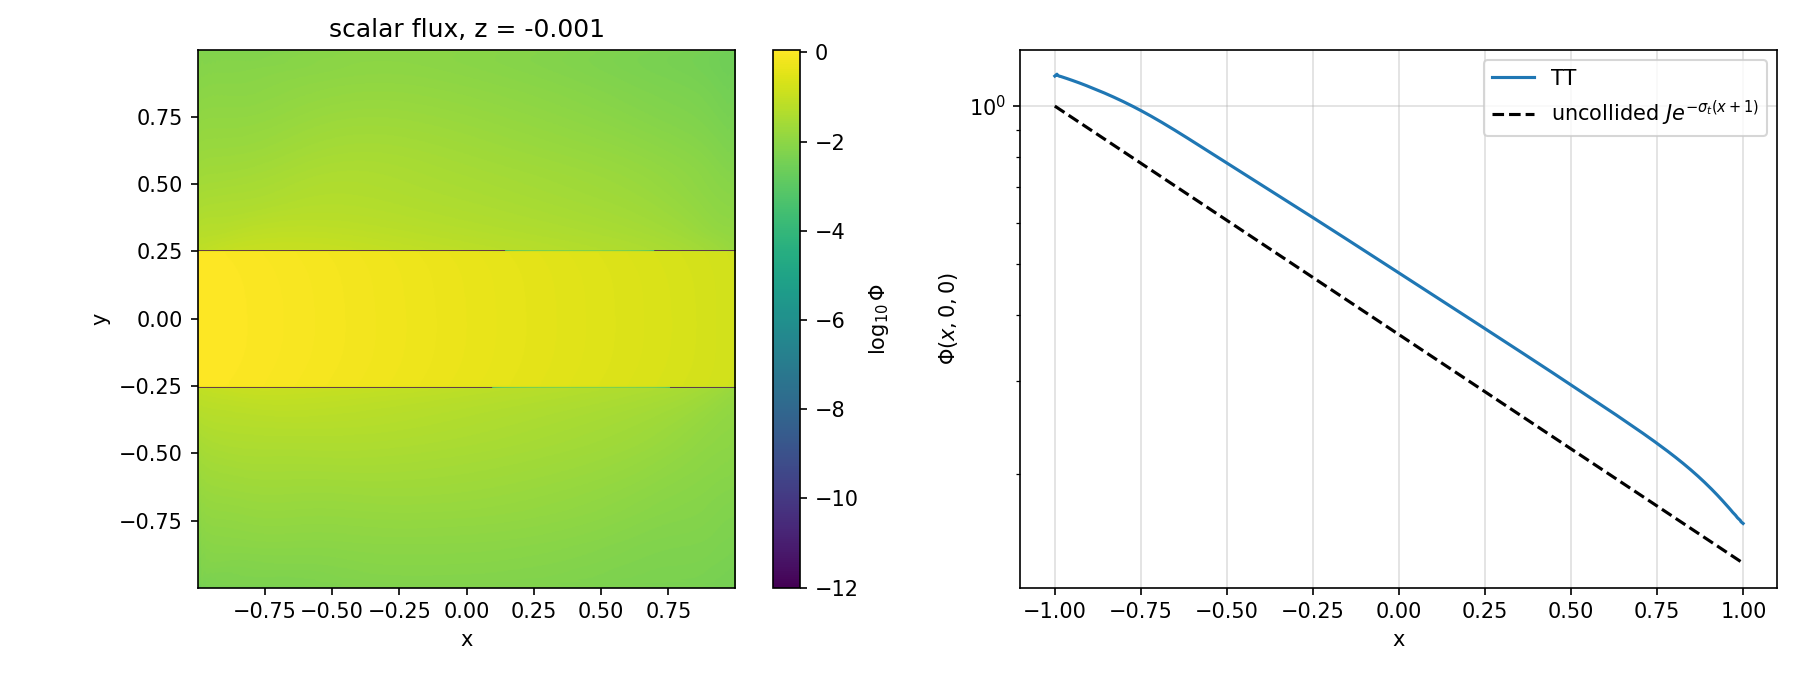 scalar flux, z = -0.001
0.75
0.50
0.25
0.00
−0.25
−0.50
−0.75
y
−0.75 −0.50 −0.25 0.00 0.25 0.50 0.75
x
0
−2
−4
−6
−8
−10
−12
log₁₀ Φ
10⁰
Φ(x, 0, 0)
TT
uncollided Je^{−σₜ(x+1)}
−1.00 −0.75 −0.50 −0.25 0.00 0.25 0.50 0.75 1.00
x